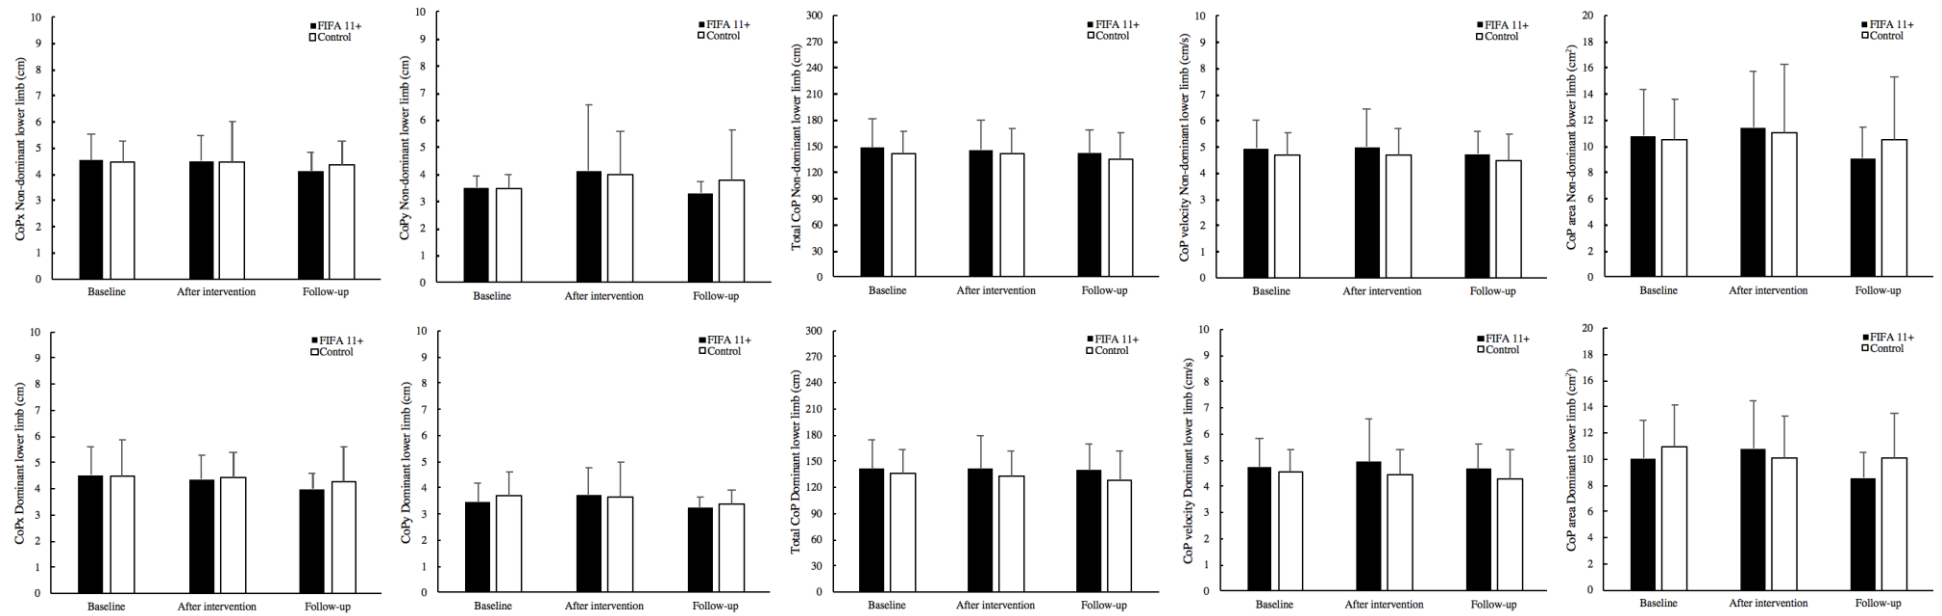 CoPx Non-dominant lower limb (cm)
10
9
8
7
6
5
4
3
2
1
0
FIFA 11+
Control
Baseline
After intervention
Follow-up
CoPy Non-dominant lower limb (cm)
10
9
8
7
6
5
4
3
2
1
0
FIFA 11+
Control
Baseline
After intervention
Follow-up
Total CoP Non-dominant lower limb (cm)
300
270
240
210
180
150
120
90
60
30
0
FIFA 11+
Control
Baseline
After intervention
Follow-up
CoP velocity Non-dominant lower limb (cm/s)
10
9
8
7
6
5
4
3
2
1
0
FIFA 11+
Control
Baseline
After intervention
Follow-up
CoP area Non-dominant lower limb (cm²)
20
18
16
14
12
10
8
6
4
2
0
FIFA 11+
Control
Baseline
After intervention
Follow-up
CoPx Dominant lower limb (cm)
10
9
8
7
6
5
4
3
2
1
0
FIFA 11+
Control
Baseline
After intervention
Follow-up
CoPy Dominant lower limb (cm)
10
9
8
7
6
5
4
3
2
1
0
FIFA 11+
Control
Baseline
After intervention
Follow-up
Total CoP Dominant lower limb (cm)
300
270
240
210
180
150
120
90
60
30
0
FIFA 11+
Control
Baseline
After intervention
Follow-up
CoP velocity Dominant lower limb (cm/s)
10
9
8
7
6
5
4
3
2
1
0
FIFA 11+
Control
Baseline
After intervention
Follow-up
CoP area Dominant lower limb (cm²)
20
18
16
14
12
10
8
6
4
2
0
FIFA 11+
Control
Baseline
After intervention
Follow-up